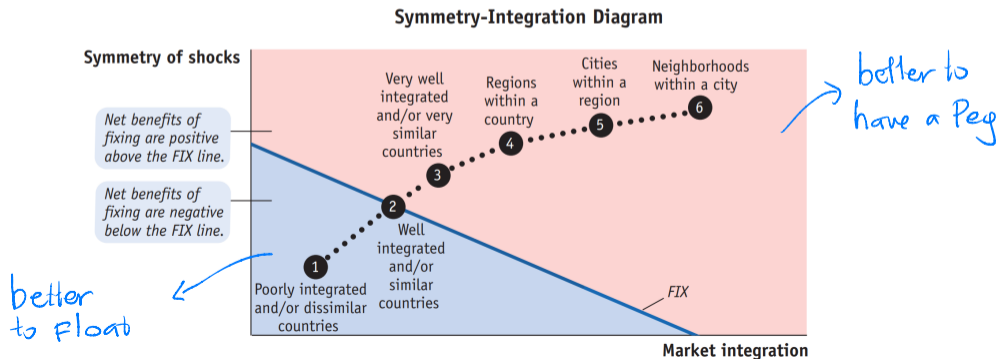 Symmetry-Integration Diagram
Symmetry of shocks
Net benefits of
fixing are positive
above the FIX line.
Net benefits of
fixing are negative
below the FIX line.
Very well
integrated
and/or very
similar
countries
Regions
within a
country
Cities
within a
region
Neighborhoods
within a city
6
5
4
3
2
1
Well
integrated
and/or
similar
countries
Poorly integrated
and/or dissimilar
countries
FIX
Market integration
better to
have a Peg
better
to Float